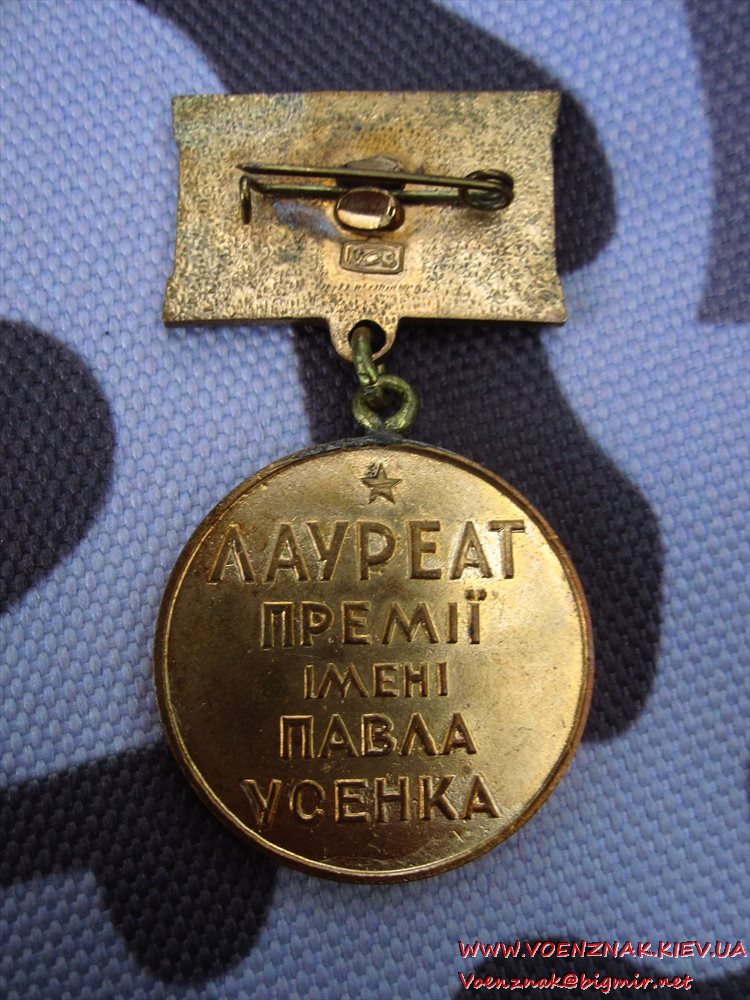 ЛАУРЕАТ
ПРЕМІЇ
ІМЕНІ
ПАВЛА
УСЕНКА
WWW.VOENZNAK.KIEV.UA
Voenznak@bigmir.net